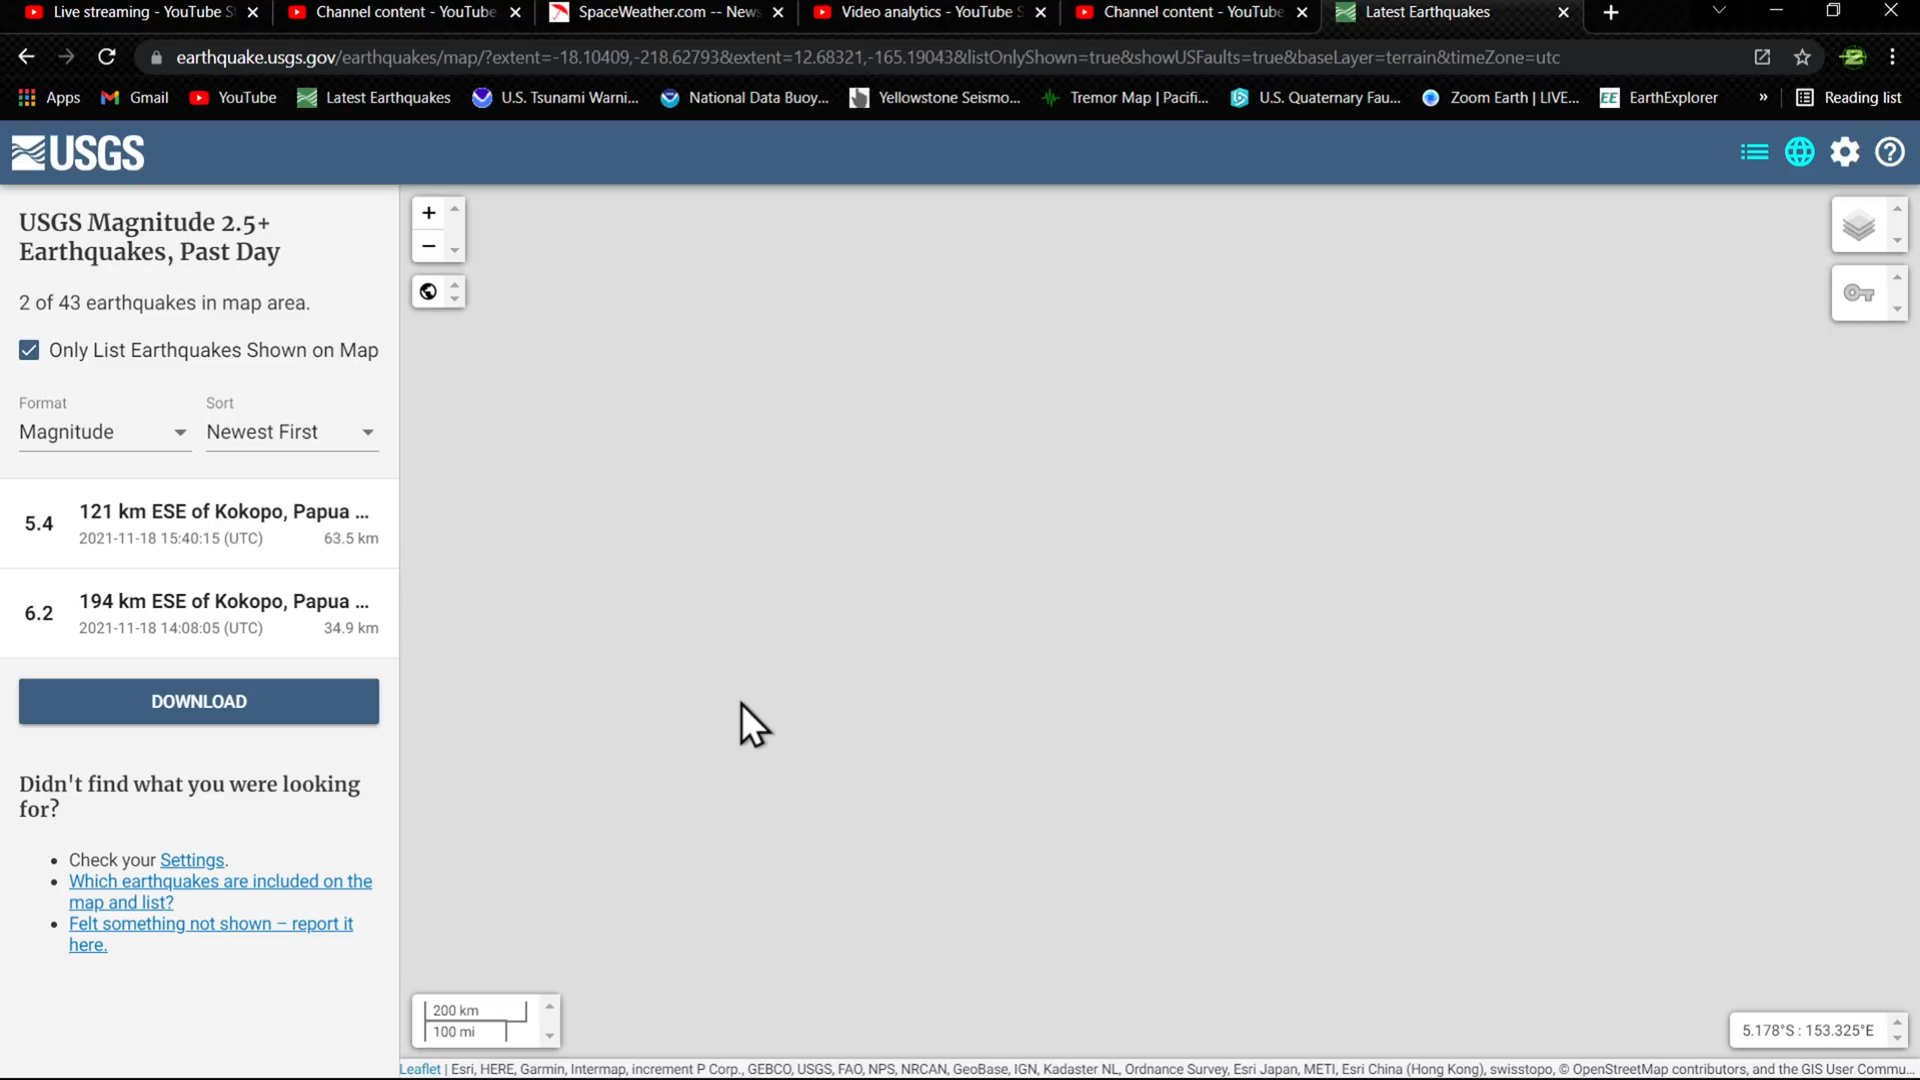 Live streaming - YouTube S
Channel content - YouTube
SpaceWeather.com -- News
Video analytics - YouTube S
Channel content - YouTube
Latest Earthquakes
earthquake.usgs.gov/earthquakes/map/?extent=-18.10409,-218.62793&extent=12.68321,-165.19043&listOnlyShown=true&showUSFaults=true&baseLayer=terrain&timeZone=utc
Apps
Gmail
YouTube
Latest Earthquakes
U.S. Tsunami Warni...
National Data Buoy...
Yellowstone Seismo...
Tremor Map | Pacifi...
U.S. Quaternary Fau...
Zoom Earth | LIVE...
EE EarthExplorer
»
Reading list
USGS
USGS Magnitude 2.5+
Earthquakes, Past Day
2 of 43 earthquakes in map area.
Only List Earthquakes Shown on Map
Format
Sort
Magnitude
Newest First
5.4
121 km ESE of Kokopo, Papua ...
2021-11-18 15:40:15 (UTC)
63.5 km
6.2
194 km ESE of Kokopo, Papua ...
2021-11-18 14:08:05 (UTC)
34.9 km
DOWNLOAD
Didn't find what you were looking
for?
• Check your Settings.
• Which earthquakes are included on the
map and list?
• Felt something not shown – report it
here.
+
−
200 km
100 mi
5.178°S : 153.325°E
Leaflet | Esri, HERE, Garmin, Intermap, increment P Corp., GEBCO, USGS, FAO, NPS, NRCAN, GeoBase, IGN, Kadaster NL, Ordnance Survey, Esri Japan, METI, Esri China (Hong Kong), swisstopo, © OpenStreetMap contributors, and the GIS User Commu...